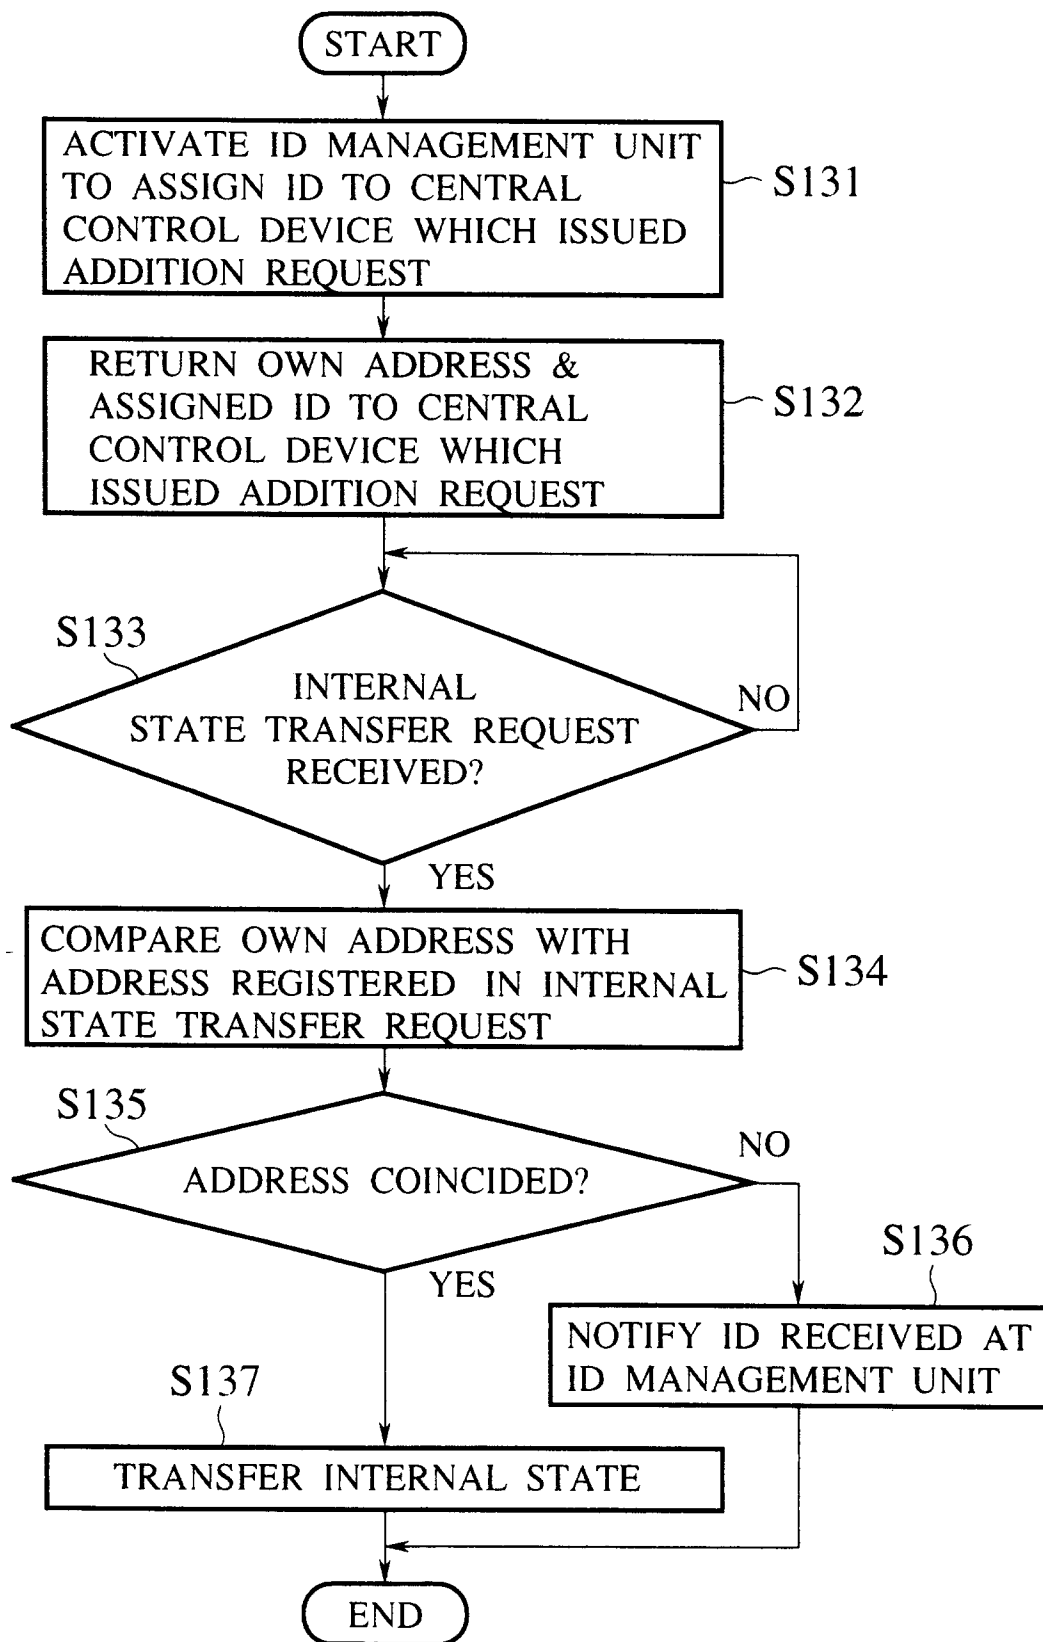 START
ACTIVATE ID MANAGEMENT UNIT
TO ASSIGN ID TO CENTRAL
CONTROL DEVICE WHICH ISSUED
ADDITION REQUEST
S131
RETURN OWN ADDRESS &
ASSIGNED ID TO CENTRAL
CONTROL DEVICE WHICH
ISSUED ADDITION REQUEST
S132
S133
INTERNAL
STATE TRANSFER REQUEST
RECEIVED?
NO
YES
COMPARE OWN ADDRESS WITH
ADDRESS REGISTERED IN INTERNAL
STATE TRANSFER REQUEST
S134
S135
ADDRESS COINCIDED?
NO
YES
S136
NOTIFY ID RECEIVED AT
ID MANAGEMENT UNIT
S137
TRANSFER INTERNAL STATE
END